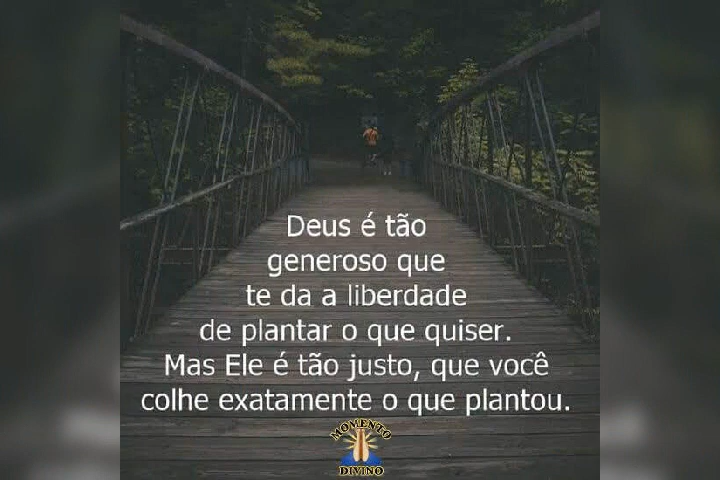 Deus é tão
generoso que
te da a liberdade
de plantar o que quiser.
Mas Ele é tão justo, que você
colhe exatamente o que plantou.
MOMENTO
DIVINO